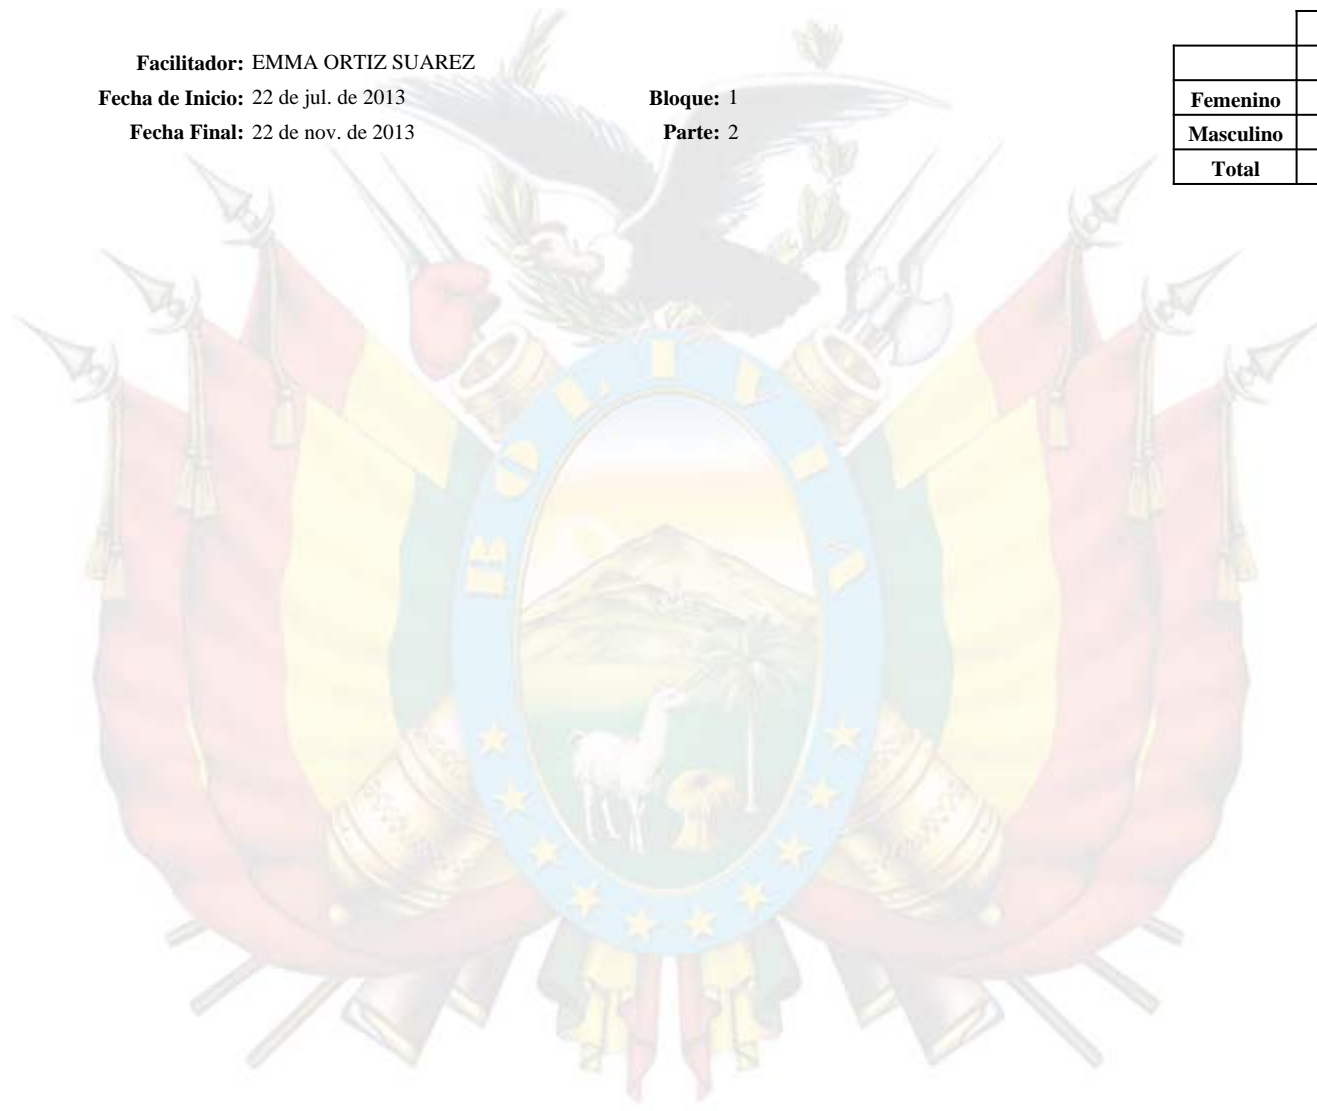 Facilitador: EMMA ORTIZ SUAREZ
Fecha de Inicio: 22 de jul. de 2013 Bloque: 1
Fecha Final: 22 de nov. de 2013 Parte: 2
Femenino
Masculino
Total
BOLIVIA